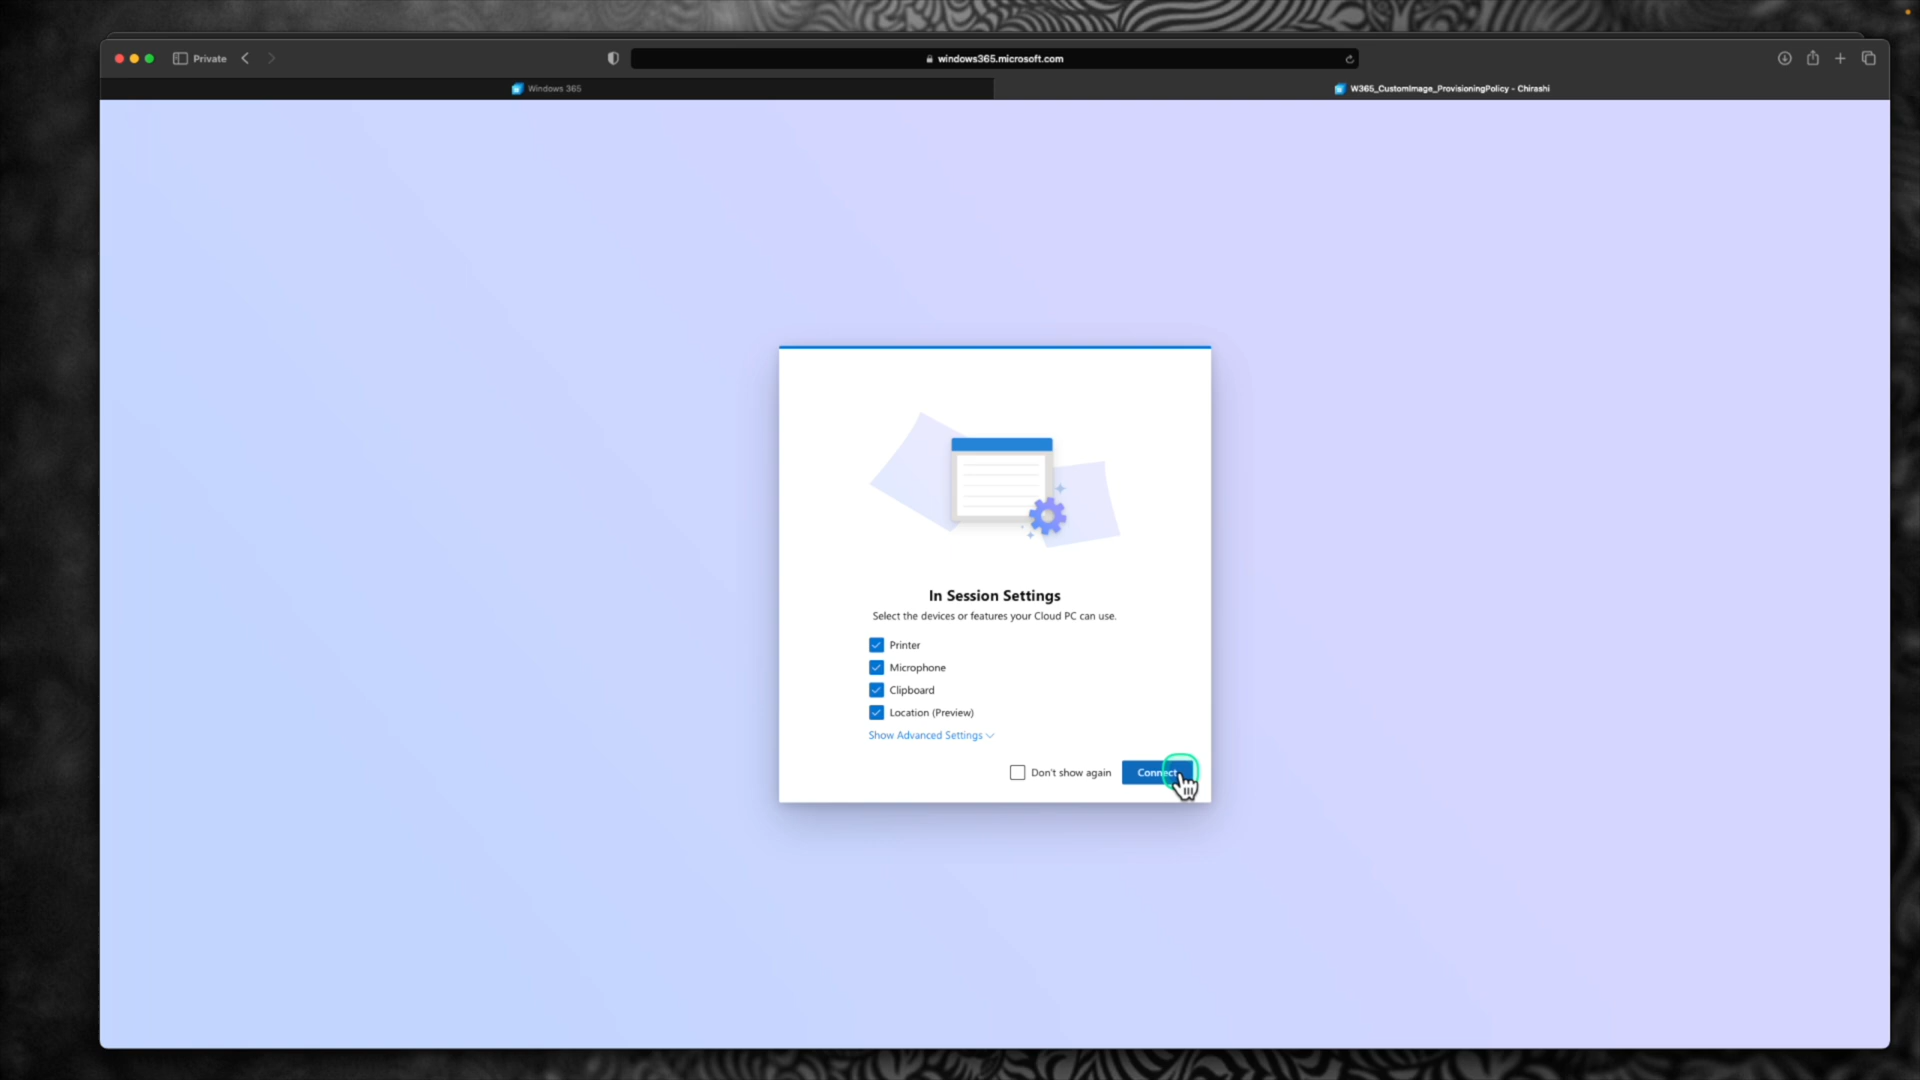 Private
windows365.microsoft.com
Windows 365
W365_CustomImage_ProvisioningPolicy - Chirashi
In Session Settings
Select the devices or features your Cloud PC can use.
Printer
Microphone
Clipboard
Location (Preview)
Show Advanced Settings
Don't show again
Connect